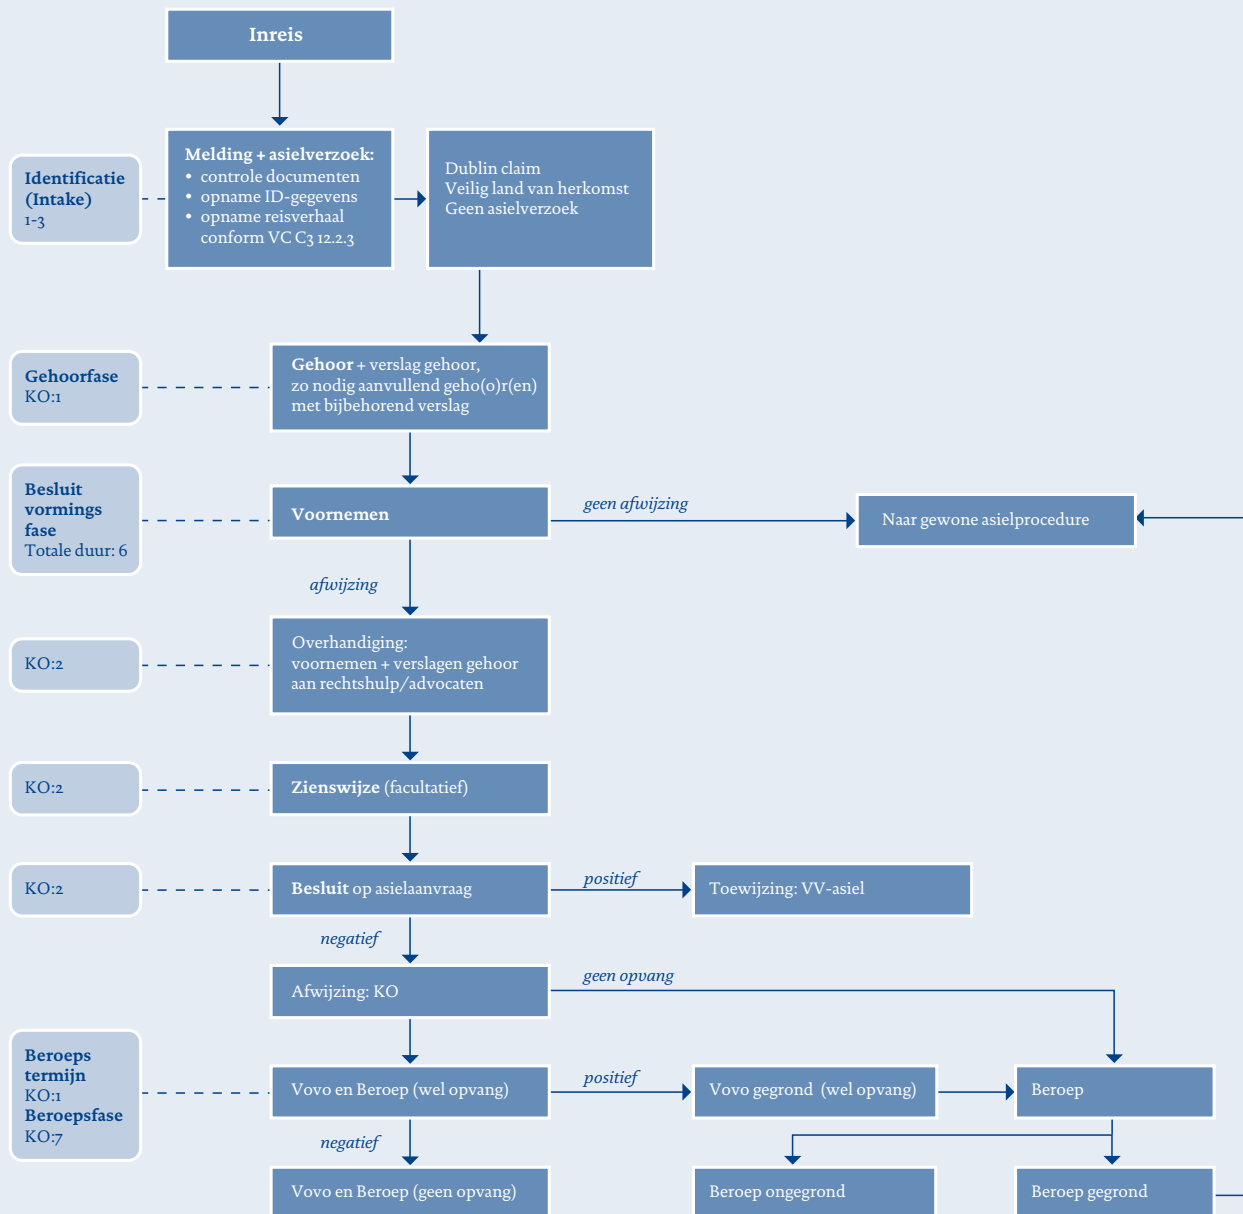 Inreis
Identificatie
(Intake)
1-3
Melding + asielverzoek:
• controle documenten
• opname ID-gegevens
• opname reisverhaal
conform VC C3 12.2.3
Dublin claim
Veilig land van herkomst
Geen asielverzoek
Gehoorfase
KO:1
Gehoor + verslag gehoor,
zo nodig aanvullend geho(o)r(en)
met bijbehorend verslag
Besluit
vormings
fase
Totale duur: 6
Voornemen
geen afwijzing
Naar gewone asielprocedure
afwijzing
KO:2
Overhandiging:
voornemen + verslagen gehoor
aan rechtshulp/advocaten
KO:2
Zienswijze (facultatief)
KO:2
Besluit op asielaanvraag
positief
Toewijzing: VV-asiel
negatief
Afwijzing: KO
geen opvang
Beroeps
termijn
KO:1
Beroepsfase
KO:7
Vovo en Beroep (wel opvang)
positief
Vovo gegrond (wel opvang)
Beroep
negatief
Vovo en Beroep (geen opvang)
Beroep ongegrond
Beroep gegrond